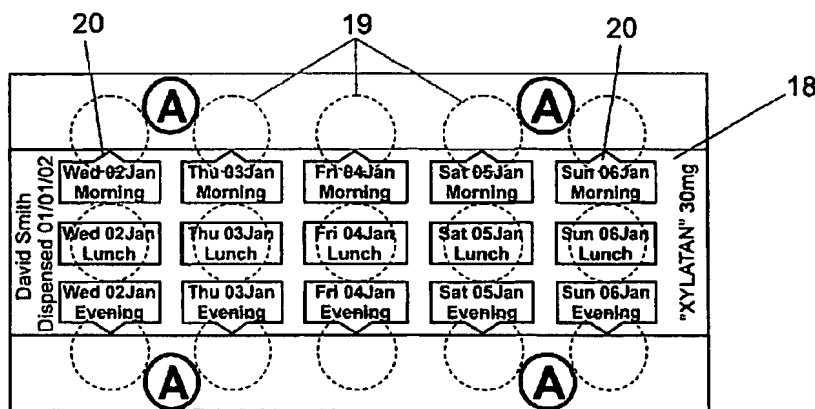 20
19
20
18
A
A
David Smith
Dispensed 01/01/02
Wed 02Jan
Morning
Thu 03Jan
Morning
Fri 04Jan
Morning
Sat 05Jan
Morning
Sun 06Jan
Morning
Wed 02Jan
Lunch
Thu 03Jan
Lunch
Fri 04Jan
Lunch
Sat 05Jan
Lunch
Sun 06Jan
Lunch
Wed 02Jan
Evening
Thu 03Jan
Evening
Fri 04Jan
Evening
Sat 05Jan
Evening
Sun 06Jan
Evening
"XYLATAN" 30mg
A
A